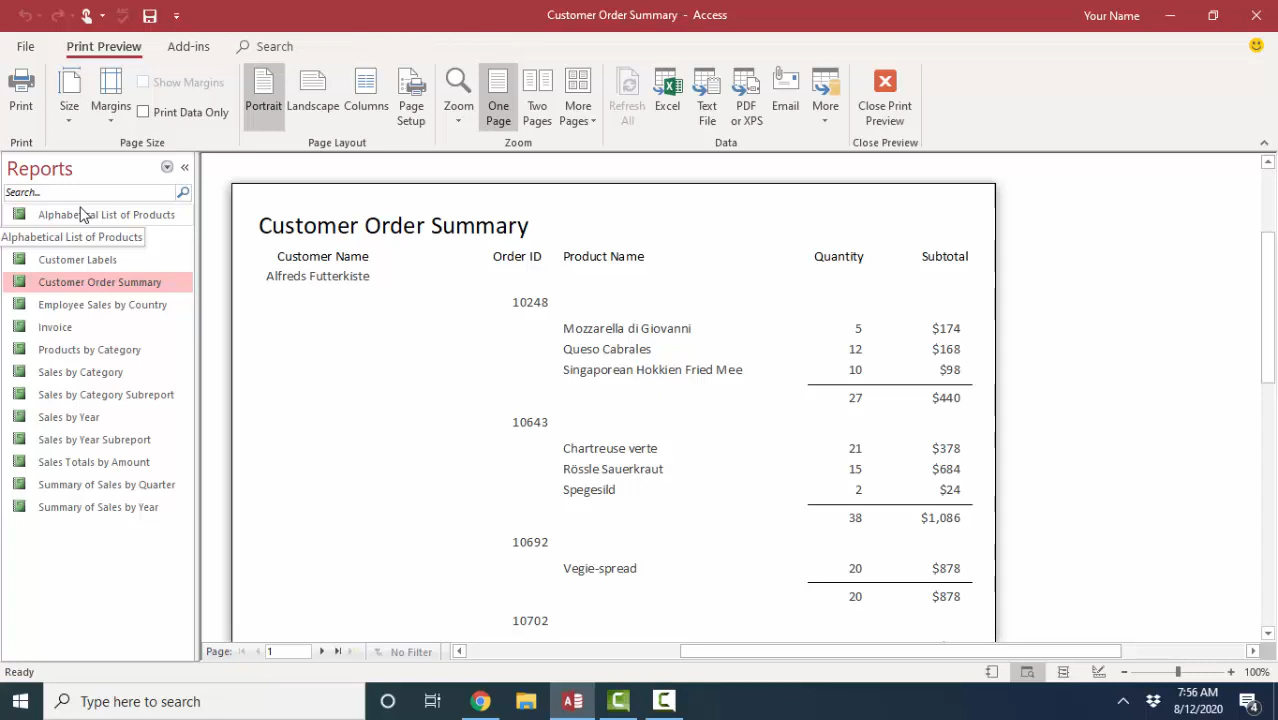 Customer Order Summary - Access
Your Name
File
Print Preview
Add-ins
Search
Print
Size
Margins
Show Margins
Print Data Only
Portrait
Landscape
Columns
Page Setup
Zoom
One Page
Two Pages
More Pages
Refresh All
Excel
Text File
PDF or XPS
Email
More
Close Print Preview
Print
Page Size
Page Layout
Zoom
Data
Close Preview
Reports
Search...
Alphabetical List of Products
Alphabetical List of Products
Customer Labels
Customer Order Summary
Employee Sales by Country
Invoice
Products by Category
Sales by Category
Sales by Category Subreport
Sales by Year
Sales by Year Subreport
Sales Totals by Amount
Summary of Sales by Quarter
Summary of Sales by Year
Customer Order Summary
Customer Name Order ID Product Name Quantity Subtotal
Alfreds Futterkiste
10248
Mozzarella di Giovanni 5 $174
Queso Cabrales 12 $168
Singaporean Hokkien Fried Mee 10 $98
27 $440
10643
Chartreuse verte 21 $378
Rössle Sauerkraut 15 $684
Spegesild 2 $24
38 $1,086
10692
Vegie-spread 20 $878
20 $878
10702
Page: 1 No Filter
Ready
100%
Type here to search
7:56 AM
8/12/2020
4